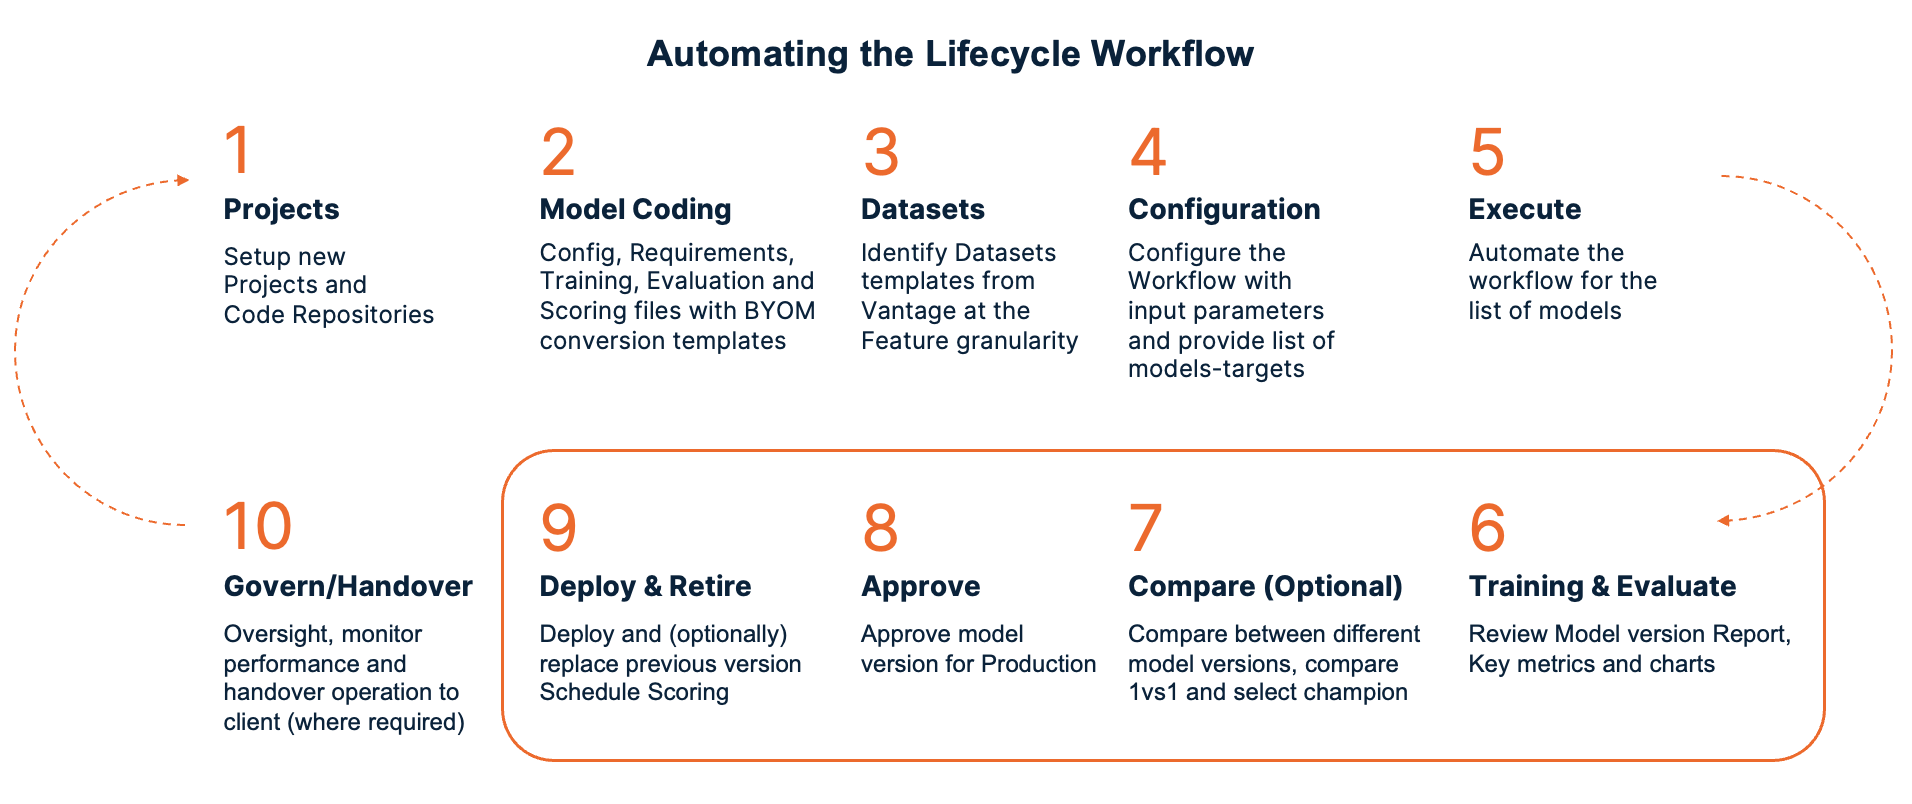 Automating the Lifecycle Workflow
1
Projects
Setup new
Projects and
Code Repositories
2
Model Coding
Config, Requirements,
Training, Evaluation and
Scoring files with BYOM
conversion templates
3
Datasets
Identify Datasets
templates from
Vantage at the
Feature granularity
4
Configuration
Configure the
Workflow with
input parameters
and provide list of
models-targets
5
Execute
Automate the
workflow for the
list of models
6
Training & Evaluate
Review Model version Report,
Key metrics and charts
7
Compare (Optional)
Compare between different
model versions, compare
1vs1 and select champion
8
Approve
Approve model
version for Production
9
Deploy & Retire
Deploy and (optionally)
replace previous version
Schedule Scoring
10
Govern/Handover
Oversight, monitor
performance and
handover operation to
client (where required)